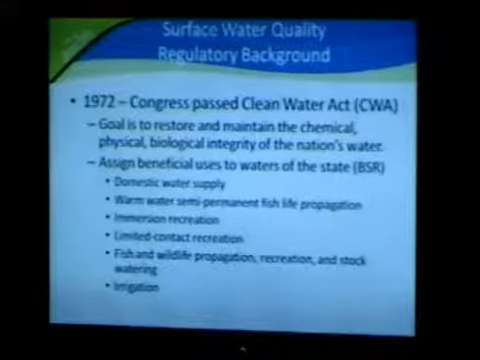 Surface Water Quality
Regulatory Background
• 1972 – Congress passed Clean Water Act (CWA)
– Goal is to restore and maintain the chemical,
physical, biological integrity of the nation's water.
– Assign beneficial uses to waters of the state (BSR)
• Domestic water supply
• Warm water semi-permanent fish life propagation
• Immersion recreation
• Limited-contact recreation
• Fish and wildlife propagation, recreation, and stock
watering
• Irrigation